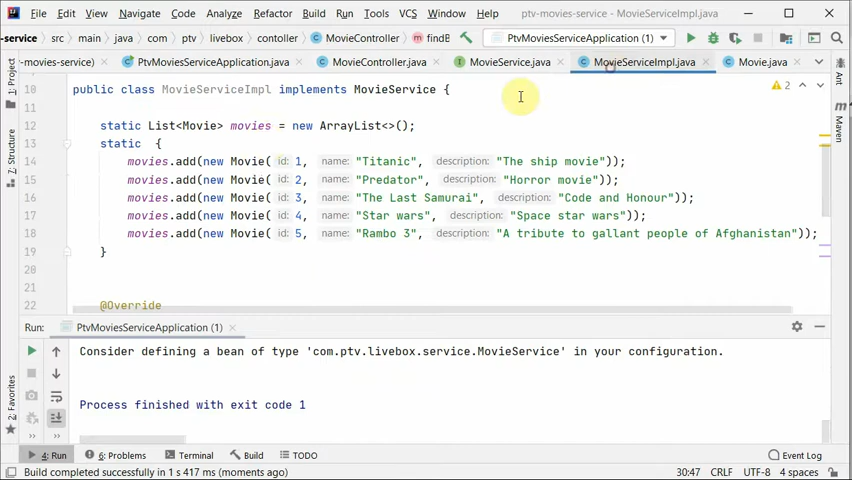 File Edit View Navigate Code Analyze Refactor Build Run Tools VCS Window Help ptv-movies-service - MovieServiceImpl.java
-service src main java com ptv livebox contoller MovieController findB PtvMoviesServiceApplication (1)
-movies-service) PtvMoviesServiceApplication.java MovieController.java MovieService.java MovieServiceImpl.java Movie.java
10 public class MovieServiceImpl implements MovieService { 2
11
12 static List<Movie> movies = new ArrayList<>();
13 static {
14 movies.add(new Movie( id: 1, name: "Titanic", description: "The ship movie"));
15 movies.add(new Movie( id: 2, name: "Predator", description: "Horror movie"));
16 movies.add(new Movie( id: 3, name: "The Last Samurai", description: "Code and Honour"));
17 movies.add(new Movie( id: 4, name: "Star wars", description: "Space star wars"));
18 movies.add(new Movie( id: 5, name: "Rambo 3", description: "A tribute to gallant people of Afghanistan"));
19 }
20
21
22 @Override
1: Project
Z: Structure
2: Favorites
Ant
Maven
Run: PtvMoviesServiceApplication (1)
Consider defining a bean of type 'com.ptv.livebox.service.MovieService' in your configuration.
Process finished with exit code 1
4: Run 6: Problems Terminal Build TODO Event Log
Build completed successfully in 1 s 417 ms (moments ago) 30:47 CRLF UTF-8 4 spaces